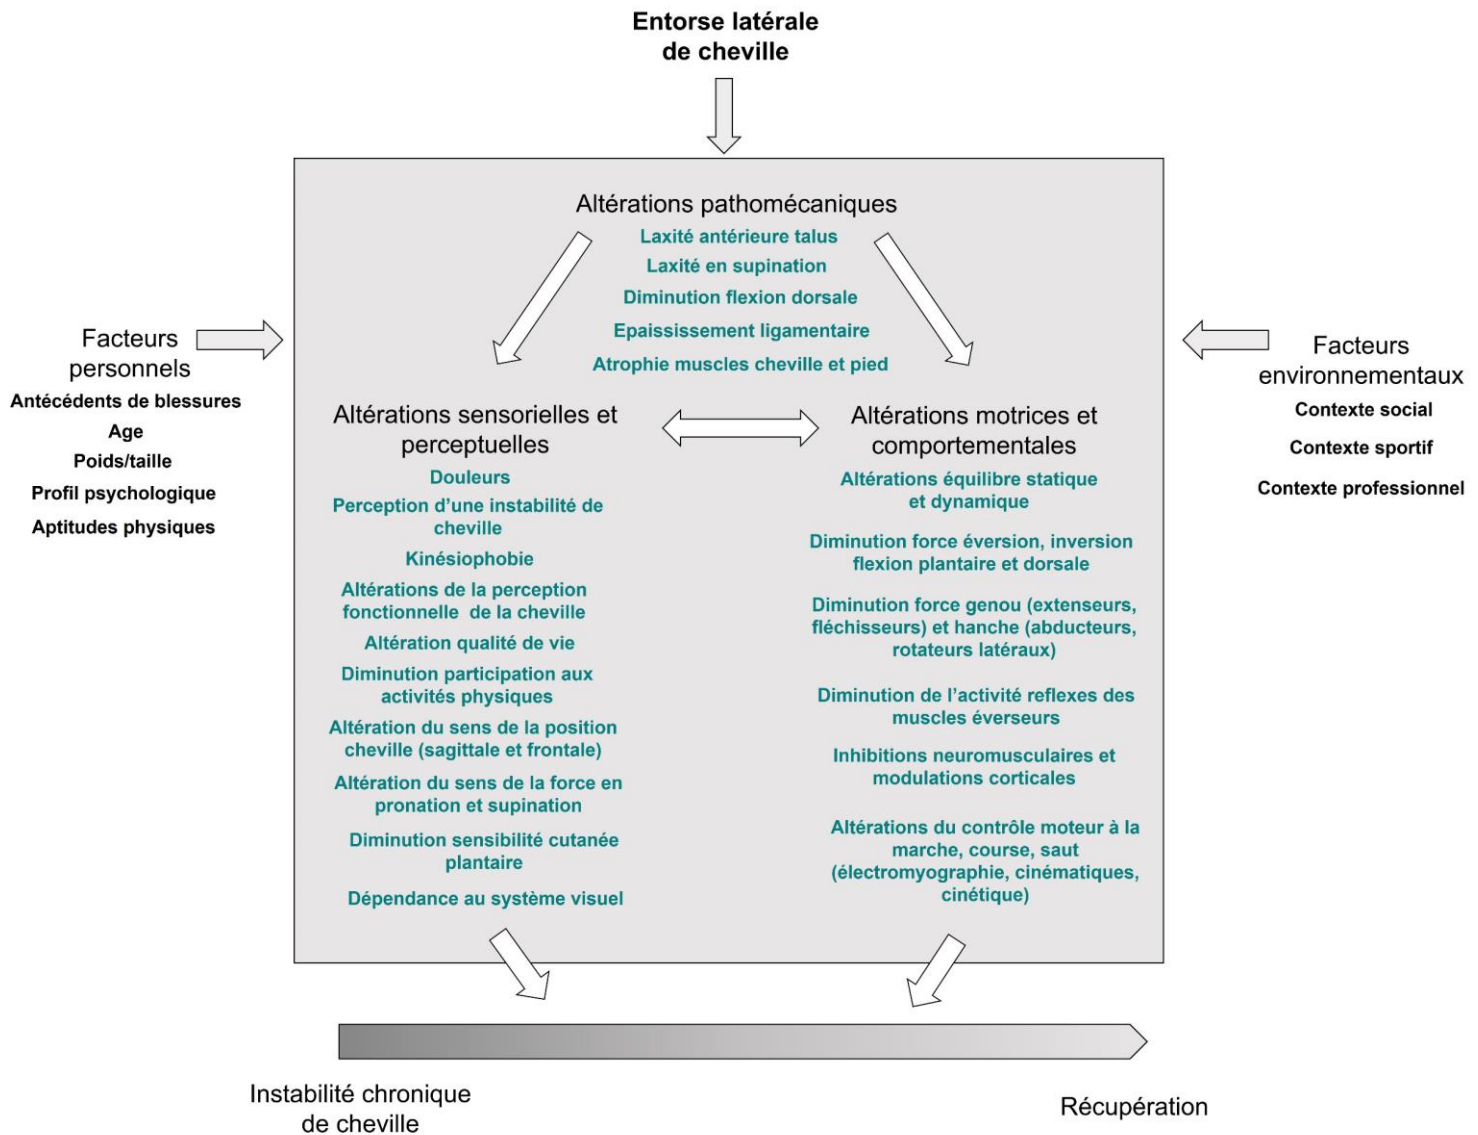 Entorse latérale
de cheville
Altérations pathomécaniques
Laxité antérieure talus
Laxité en supination
Diminution flexion dorsale
Epaississement ligamentaire
Atrophie muscles cheville et pied
Facteurs
personnels
Antécédents de blessures
Age
Poids/taille
Profil psychologique
Aptitudes physiques
Facteurs
environnementaux
Contexte social
Contexte sportif
Contexte professionnel
Altérations sensorielles et
perceptuelles
Douleurs
Perception d'une instabilité de
cheville
Kinésiophobie
Altérations de la perception
fonctionnelle de la cheville
Altération qualité de vie
Diminution participation aux
activités physiques
Altération du sens de la position
cheville (sagittale et frontale)
Altération du sens de la force en
pronation et supination
Diminution sensibilité cutanée
plantaire
Dépendance au système visuel
Altérations motrices et
comportementales
Altérations équilibre statique
et dynamique
Diminution force éversion, inversion
flexion plantaire et dorsale
Diminution force genou (extenseurs,
fléchisseurs) et hanche (abducteurs,
rotateurs latéraux)
Diminution de l'activité reflexes des
muscles éverseurs
Inhibitions neuromusculaires et
modulations corticales
Altérations du contrôle moteur à la
marche, course, saut
(électromyographie, cinématiques,
cinétique)
Instabilité chronique
de cheville
Récupération